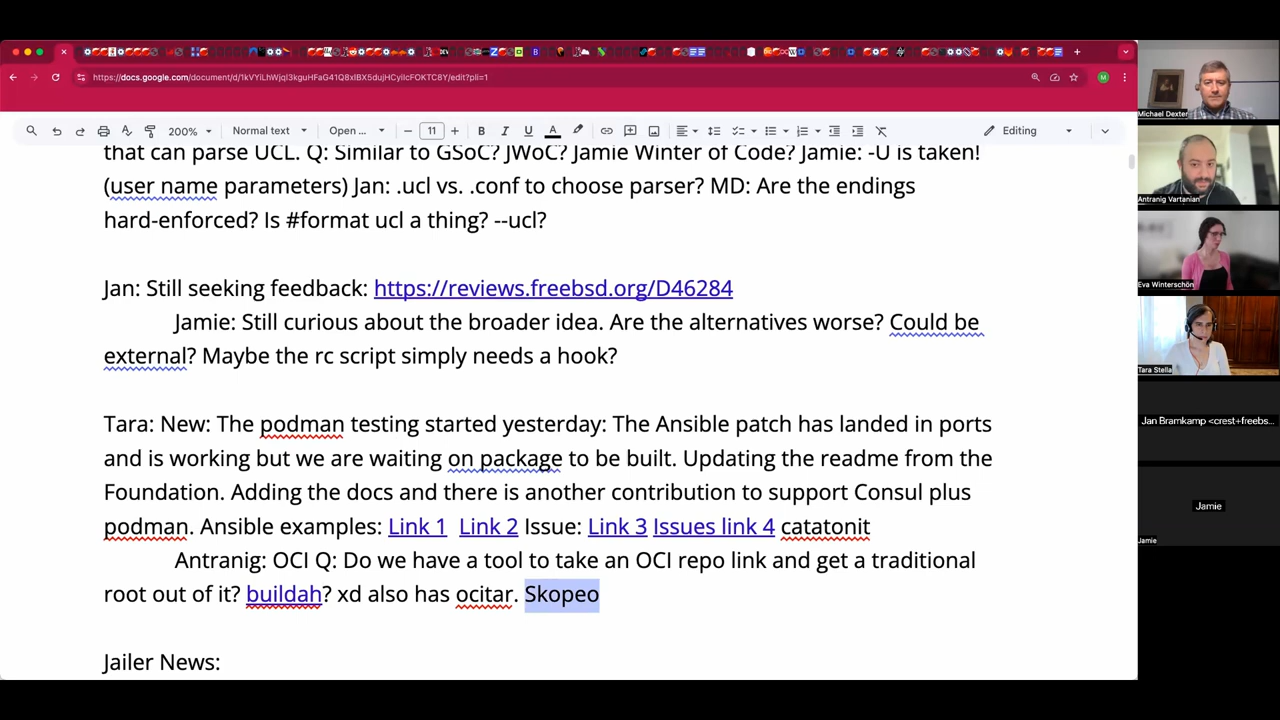 https://docs.google.com/document/d/1kVYiLhWjqI3kguHFaG41Q8xIBX5dujHCyiIcFOKTC8Y/edit?pli=1
M
200%
Normal text
Open ...
11
B
I
U
A
Editing
that can parse UCL. Q: Similar to GSoC? JWoC? Jamie Winter of Code? Jamie: -U is taken!
(user name parameters) Jan: .ucl vs. .conf to choose parser? MD: Are the endings
hard-enforced? Is #format ucl a thing? --ucl?
Jan: Still seeking feedback: https://reviews.freebsd.org/D46284
Jamie: Still curious about the broader idea. Are the alternatives worse? Could be
external? Maybe the rc script simply needs a hook?
Tara: New: The podman testing started yesterday: The Ansible patch has landed in ports
and is working but we are waiting on package to be built. Updating the readme from the
Foundation. Adding the docs and there is another contribution to support Consul plus
podman. Ansible examples: Link 1 Link 2 Issue: Link 3 Issues link 4 catatonit
Antranig: OCI Q: Do we have a tool to take an OCI repo link and get a traditional
root out of it? buildah? xd also has ocitar. Skopeo
Jailer News:
Michael Dexter
Antranig Vartanian
Eva Winterschön
Tara Stella
Jan Bramkamp <crest+freebs...
Jamie
Jamie